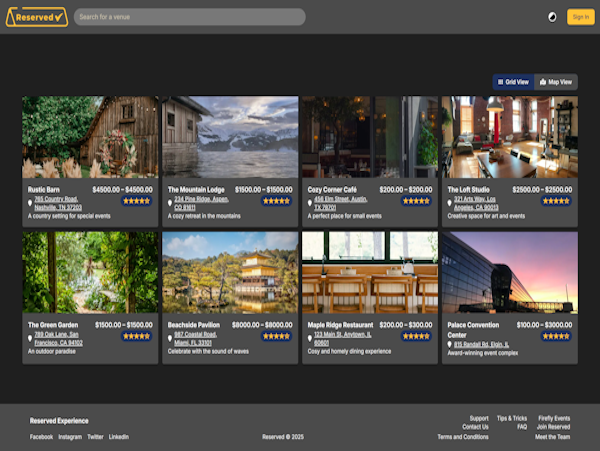 Reserved
Search for a venue
Sign In
Grid View
Map View
Rustic Barn
$4500.00 – $4500.00
765 Country Road,
Nashville, TN 37203
A country setting for special events
The Mountain Lodge
$1500.00 – $1500.00
234 Pine Ridge, Aspen,
CO 81611
A cozy retreat in the mountains
Cozy Corner Café
$200.00 – $200.00
456 Elm Street, Austin,
TX 78701
A perfect place for small events
The Loft Studio
$2500.00 – $2500.00
321 Arts Way, Los
Angeles, CA 90013
Creative space for art and events
The Green Garden
$1500.00 – $1500.00
789 Oak Lane, San
Francisco, CA 94102
An outdoor paradise
Beachside Pavilion
$8000.00 – $8000.00
987 Coastal Road,
Miami, FL 33101
Celebrate with the sound of waves
Maple Ridge Restaurant
$200.00 – $300.00
123 Main St, Anytown, IL
60601
Cosy and homely dining experience
Palace Convention
Center
$100.00 – $3000.00
815 Randall Rd, Elgin, IL
Award-winning event complex
Reserved Experience
Facebook Instagram Twitter LinkedIn
Reserved © 2025
Support Tips & Tricks Firefly Events
Contact Us FAQ Join Reserved
Terms and Conditions Meet the Team